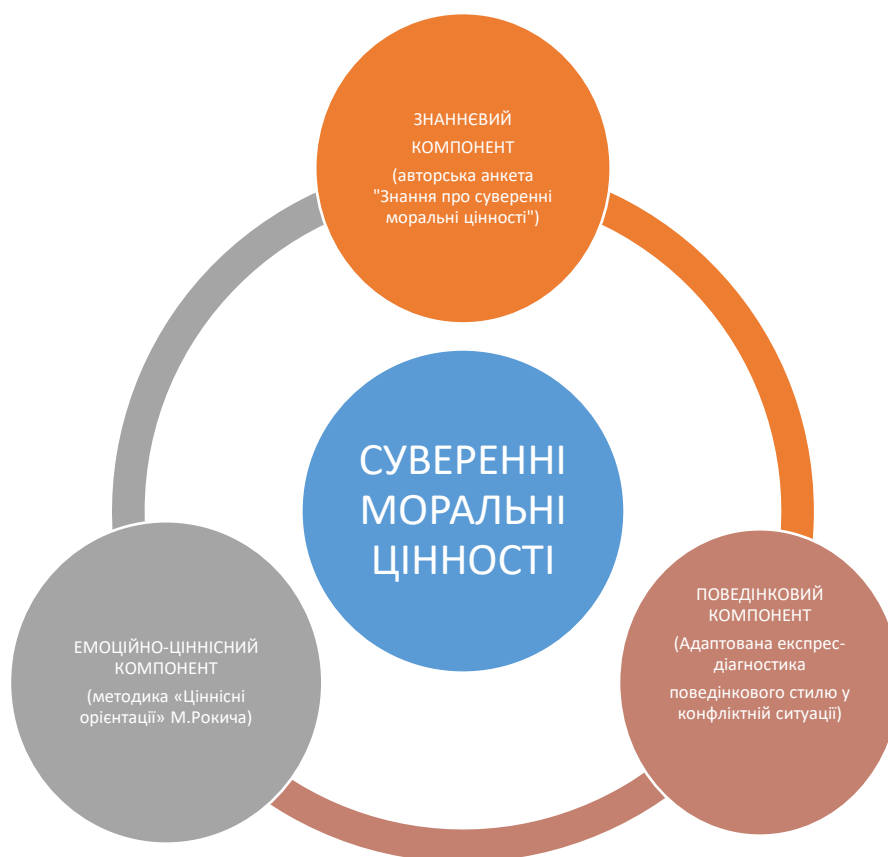 ЗНАННЄВИЙ
КОМПОНЕНТ
(авторська анкета
"Знання про суверенні
моральні цінності")
СУВЕРЕННІ
МОРАЛЬНІ
ЦІННОСТІ
ЕМОЦІЙНО-ЦІННІСНИЙ
КОМПОНЕНТ
(методика «Ціннісні
орієнтації» М.Рокича)
ПОВЕДІНКОВИЙ
КОМПОНЕНТ
(Адаптована експрес-
діагностика
поведінкового стилю у
конфліктній ситуації)